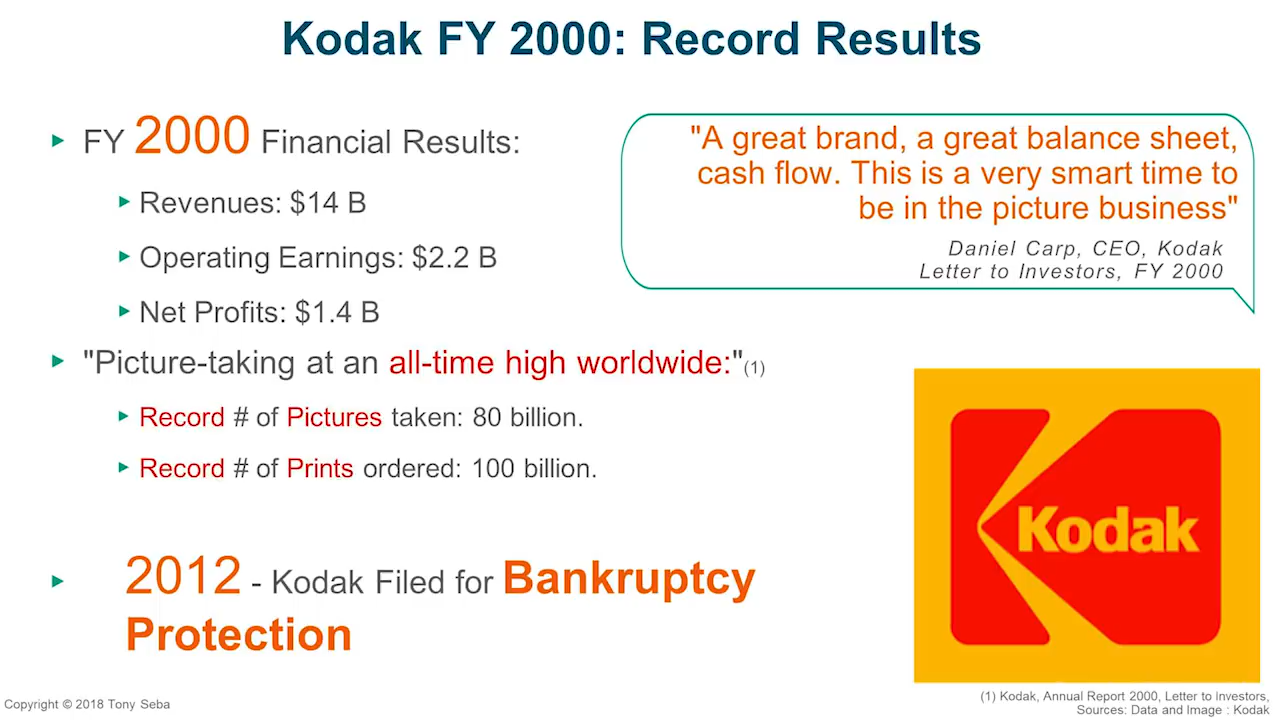 Kodak FY 2000: Record Results
FY 2000 Financial Results:
Revenues: $14 B
Operating Earnings: $2.2 B
Net Profits: $1.4 B
"Picture-taking at an all-time high worldwide:"(1)
Record # of Pictures taken: 80 billion.
Record # of Prints ordered: 100 billion.
2012 - Kodak Filed for Bankruptcy
Protection
"A great brand, a great balance sheet,
cash flow. This is a very smart time to
be in the picture business"
Daniel Carp, CEO, Kodak
Letter to Investors, FY 2000
Kodak
Copyright © 2018 Tony Seba
(1) Kodak, Annual Report 2000, Letter to Investors,
Sources: Data and Image : Kodak